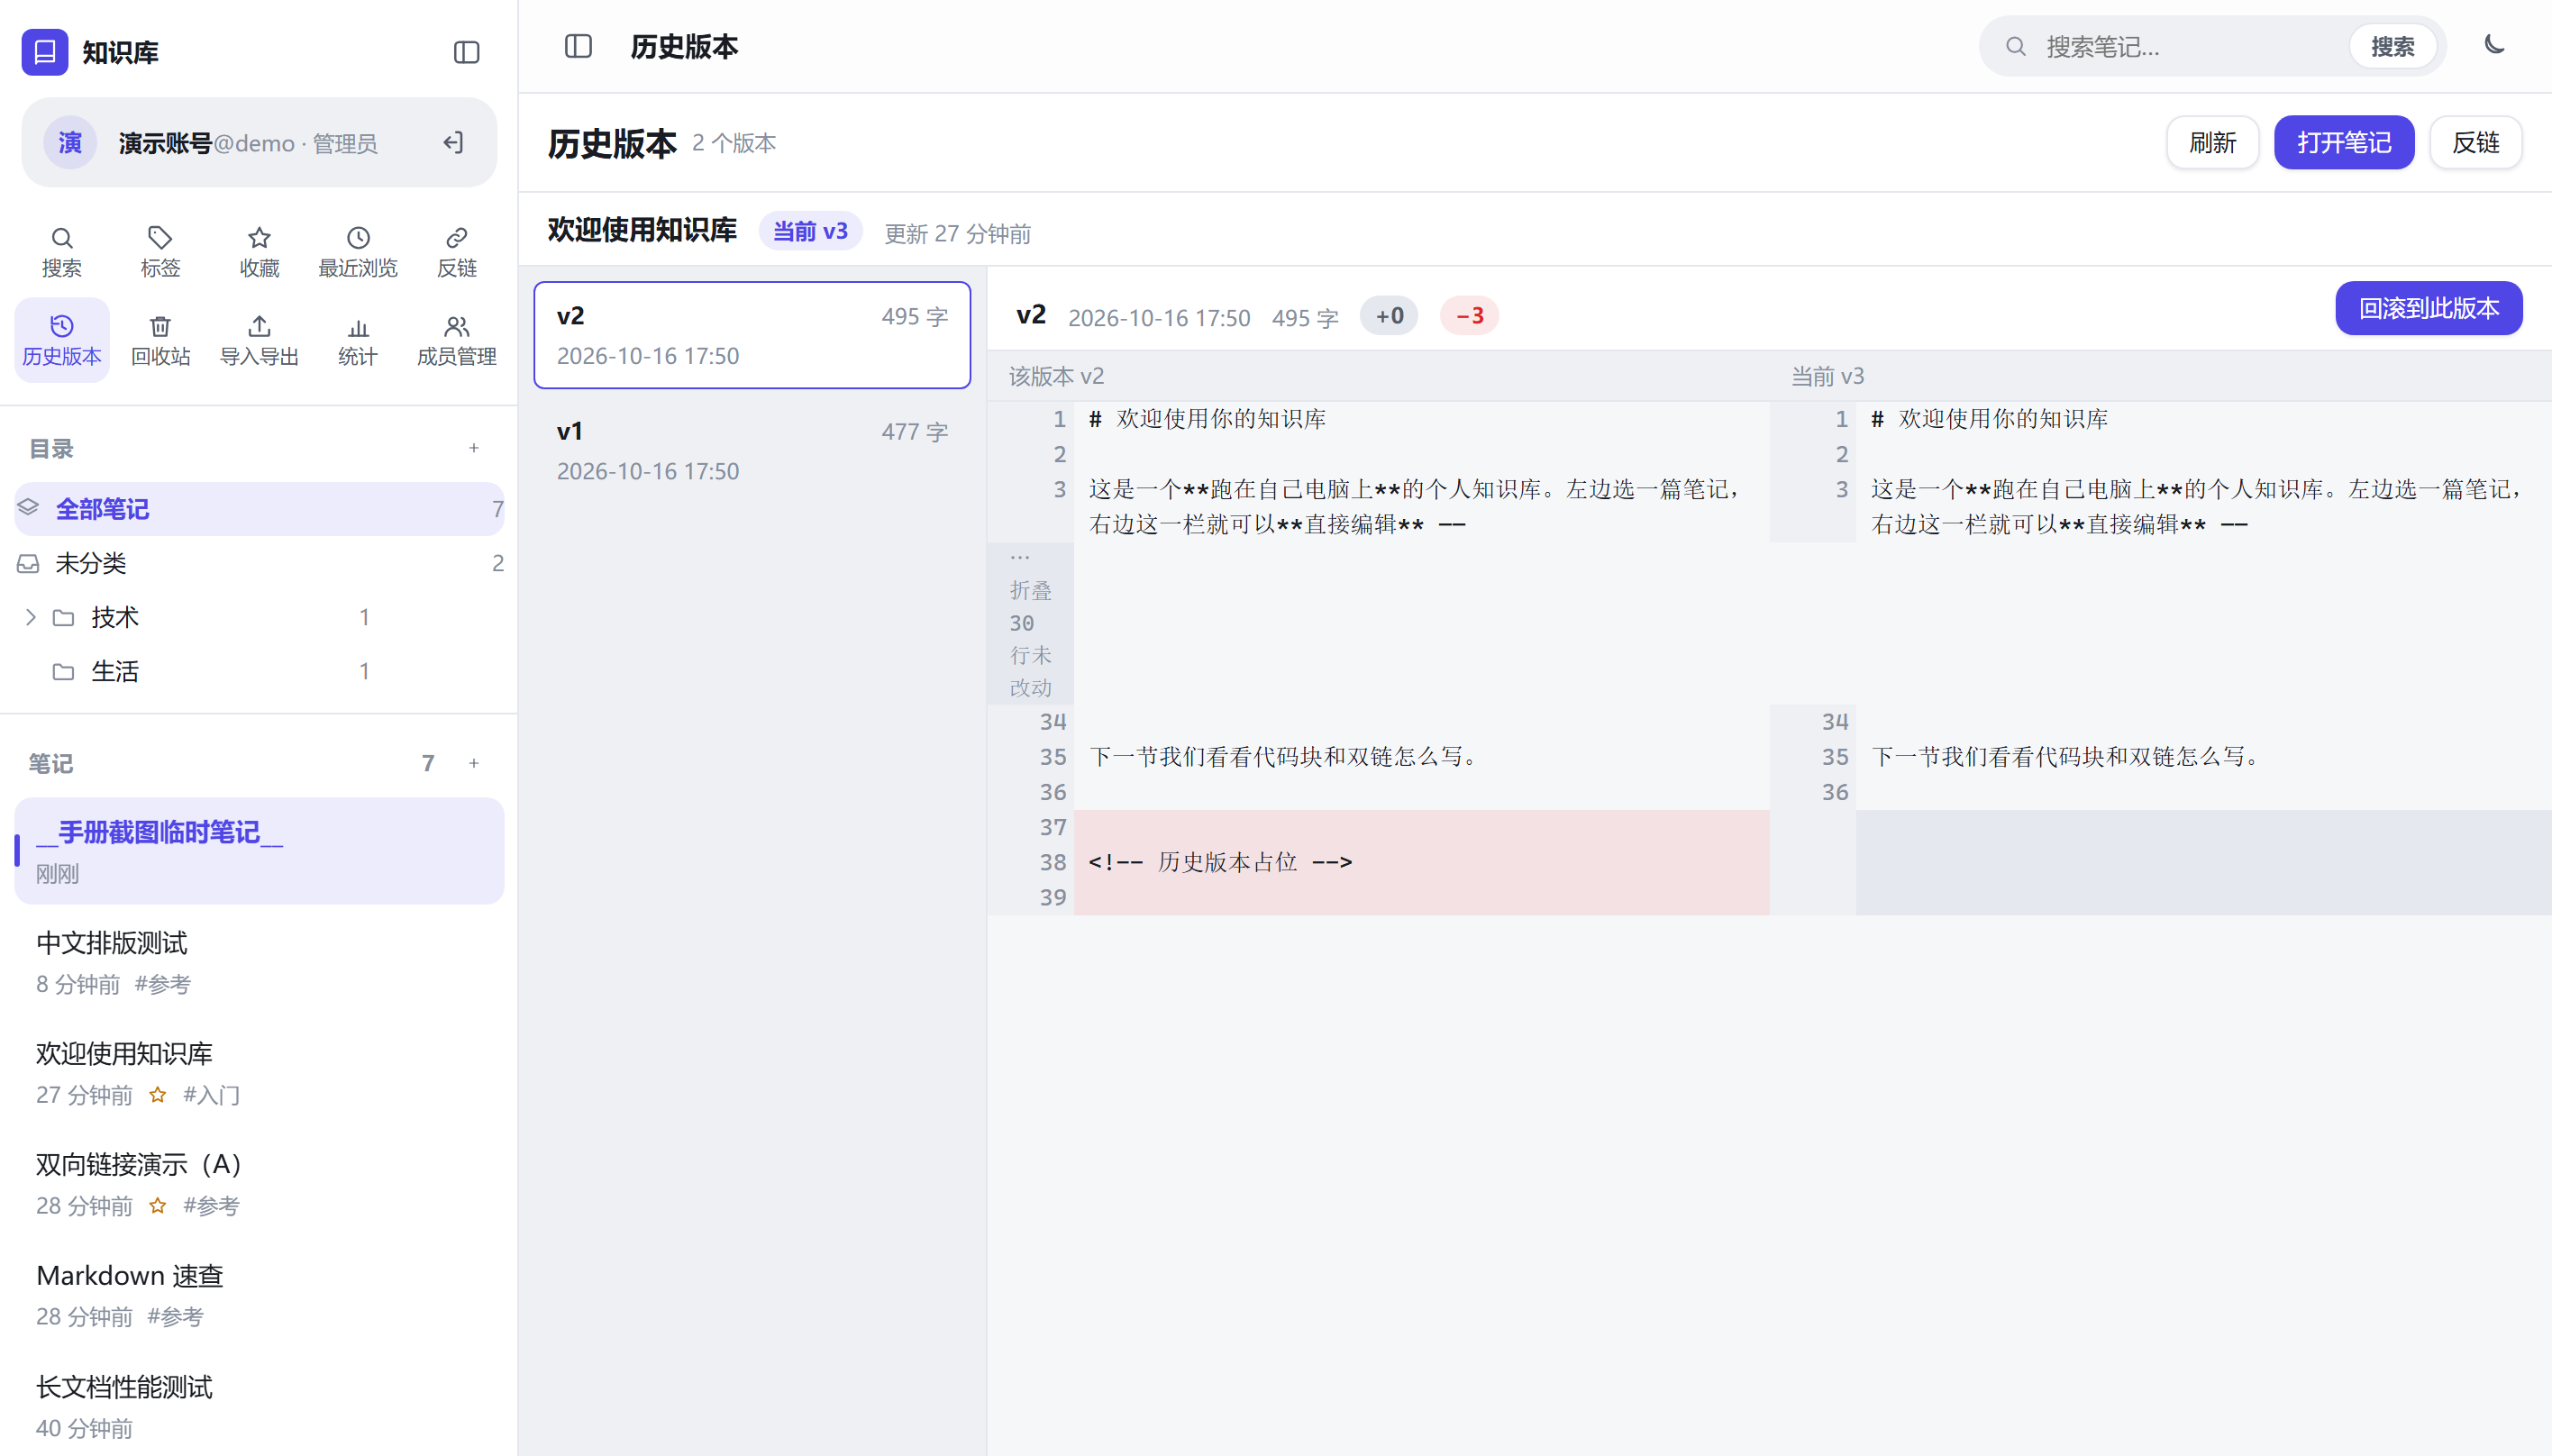 知识库
演
演示账号@demo · 管理员
搜索
标签
收藏
最近浏览
反链
历史版本
回收站
导入导出
统计
成员管理
目录 +
全部笔记 7
未分类 2
技术 1
生活 1
笔记 7 +
__手册截图临时笔记__
刚刚
中文排版测试
8 分钟前 #参考
欢迎使用知识库
27 分钟前 #入门
双向链接演示（A）
28 分钟前 #参考
Markdown 速查
28 分钟前 #参考
长文档性能测试
40 分钟前
历史版本
搜索笔记...
搜索
历史版本 2 个版本
刷新
打开笔记
反链
欢迎使用知识库 当前 v3 更新 27 分钟前
v2 495 字
2026-10-16 17:50
v1 477 字
2026-10-16 17:50
v2 2026-10-16 17:50 495 字 +0 −3
回滚到此版本
该版本 v2
1 # 欢迎使用你的知识库
2
3 这是一个**跑在自己电脑上**的个人知识库。左边选一篇笔记，
右边这一栏就可以**直接编辑** ——
…
折叠
30
行未
改动
34
35 下一节我们看看代码块和双链怎么写。
36
37
38 <!-- 历史版本占位 -->
39
当前 v3
1 # 欢迎使用你的知识库
2
3 这是一个**跑在自己电脑上**的个人知识库。左边选一篇笔记，
右边这一栏就可以**直接编辑** ——
34
35 下一节我们看看代码块和双链怎么写。
36